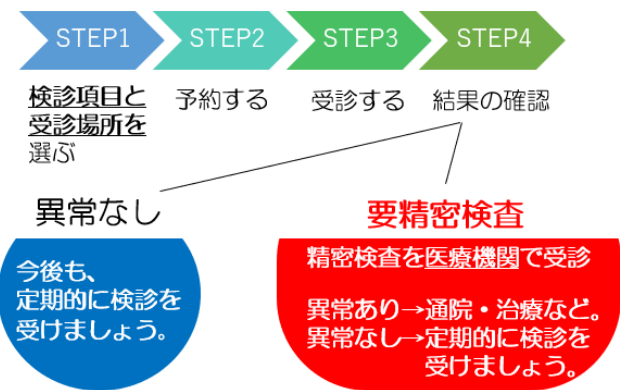 STEP1
STEP2
STEP3
STEP4
検診項目と
受診場所を
選ぶ
予約する
受診する
結果の確認
異常なし
今後も、
定期的に検診を
受けましょう。
要精密検査
精密検査を医療機関で受診
異常あり→通院・治療など。
異常なし→定期的に検診を
受けましょう。